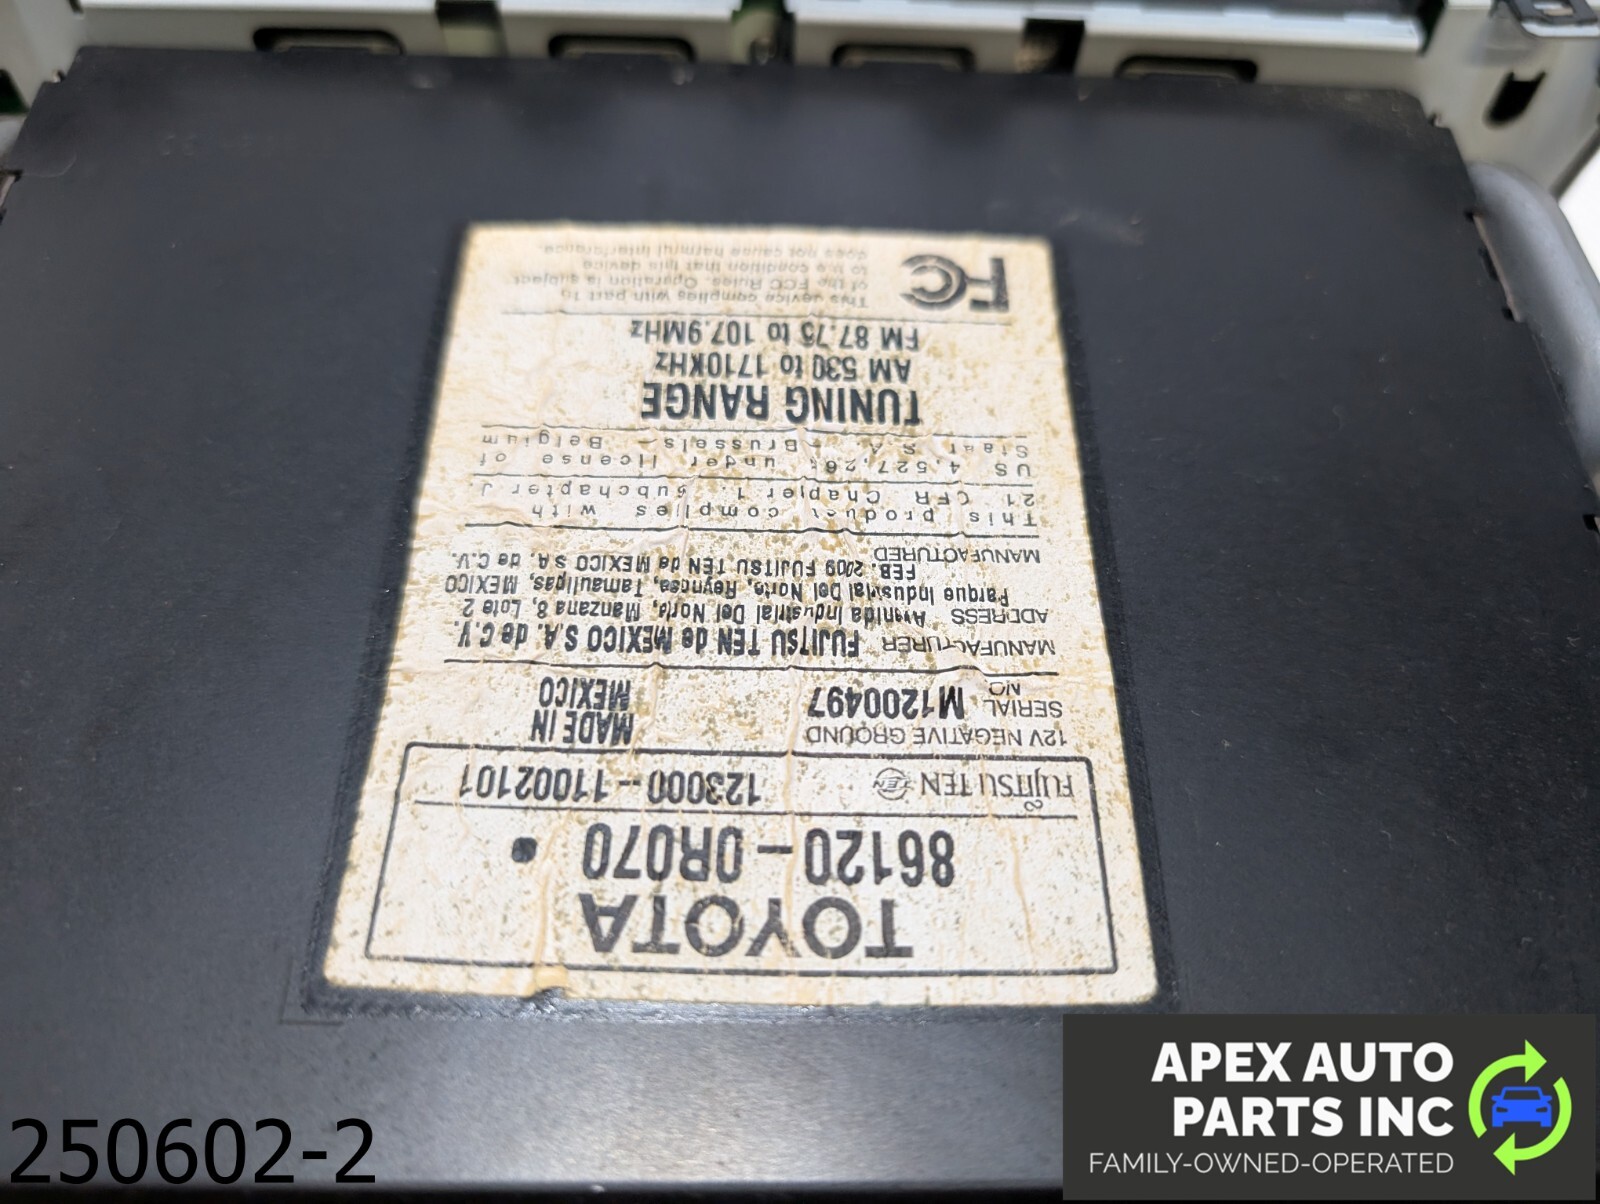 TOYOTA
86120-0R070 •
FUJITSU TEN TEN 123000-11002101
12V NEGATIVE GROUND
SERIAL NO. M1200497
MADE IN MEXICO
MANUFACTURER FUJITSU TEN de MEXICO S.A. de C.V.
ADDRESS Avenida Industrial Del Norte, Manzana 8, Lote 2
Parque Industrial Del Norte, Reynosa, Tamaulipas, MEXICO
MANUFACTURED FEB. 2009 FUJITSU TEN de MEXICO S.A. de C.V.
This product complies with
21 CFR Chapter 1. Subchapter J
US 4,527,26 under license of
Staar S.A. - Brussels - Belgium
TUNING RANGE
AM 530 to 1710KHz
FM 87.75 to 107.9MHz
FC This device complies with part 15
of the FCC Rules. Operation is subject
to the condition that this device
does not cause harmful interference.
250602-2
APEX AUTO
PARTS INC
FAMILY-OWNED-OPERATED